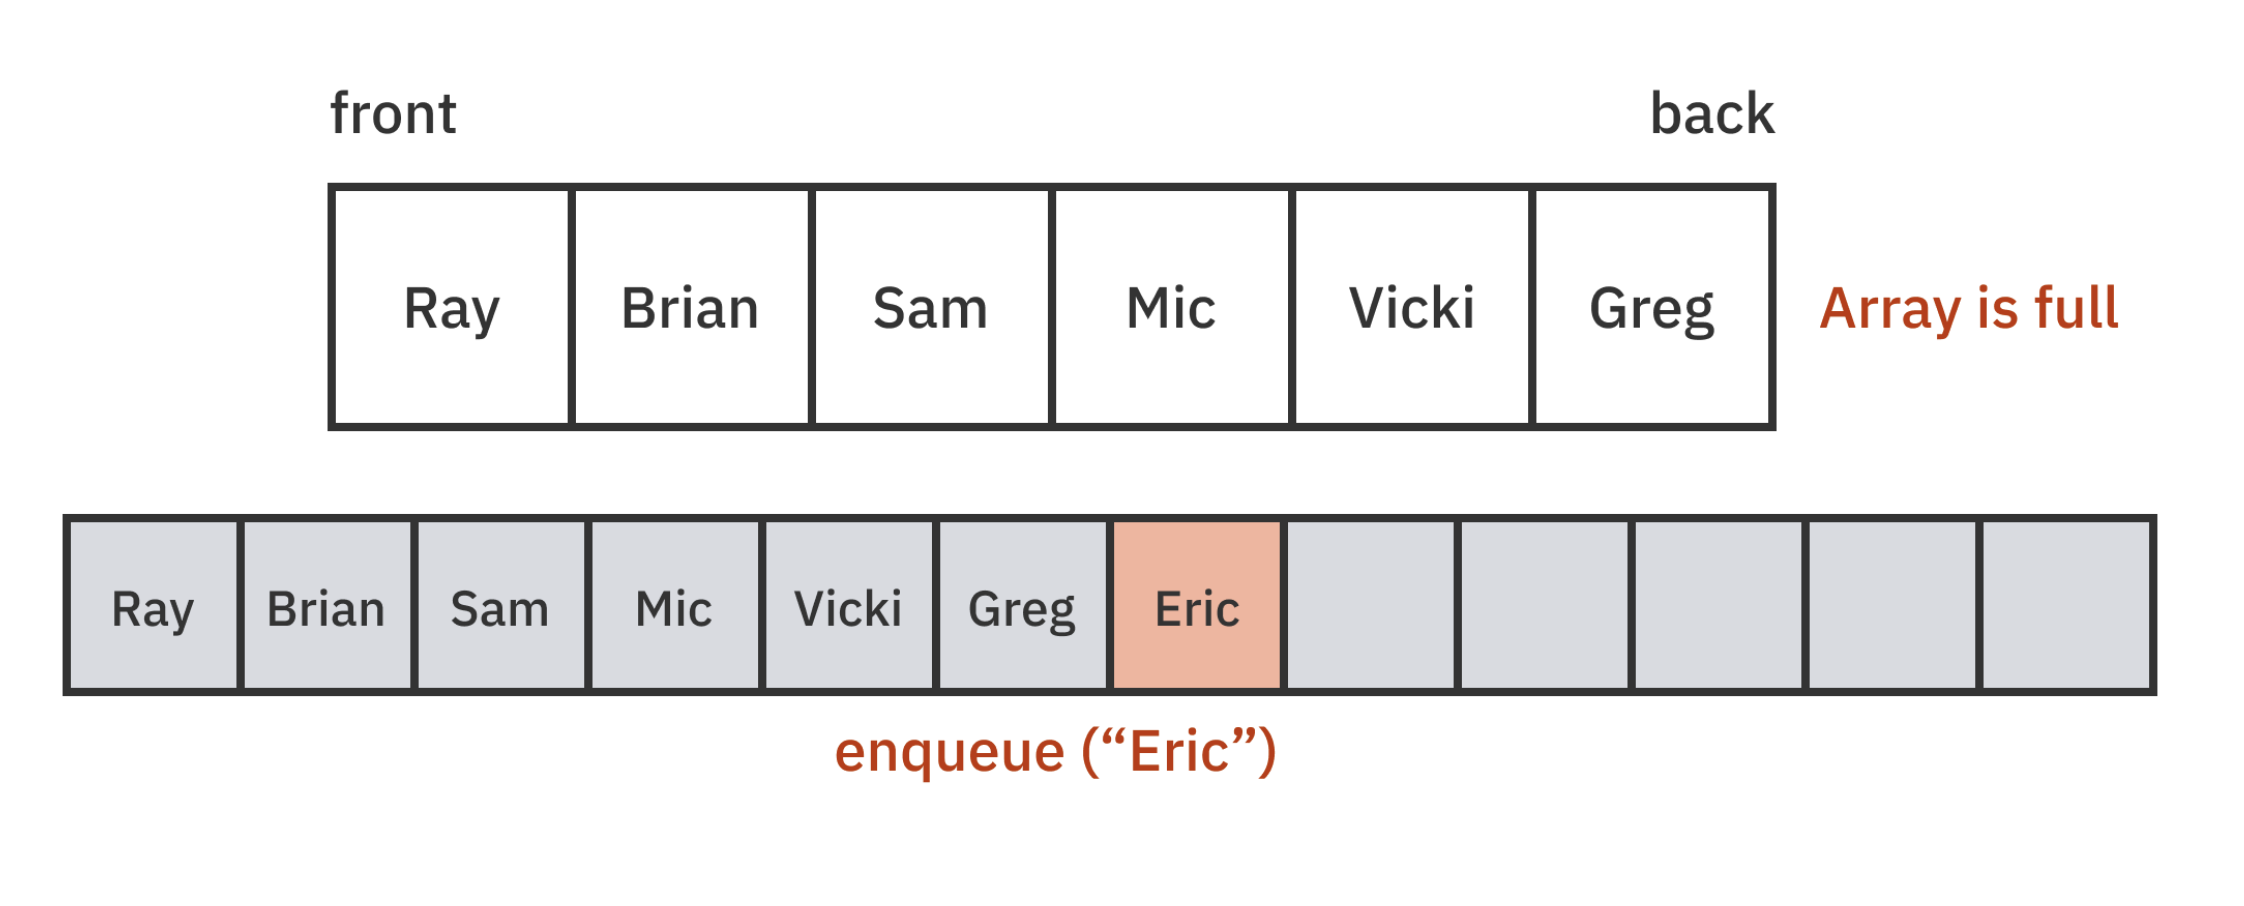 front back
Ray Brian Sam Mic Vicki Greg Array is full
Ray Brian Sam Mic Vicki Greg Eric
enqueue (“Eric”)